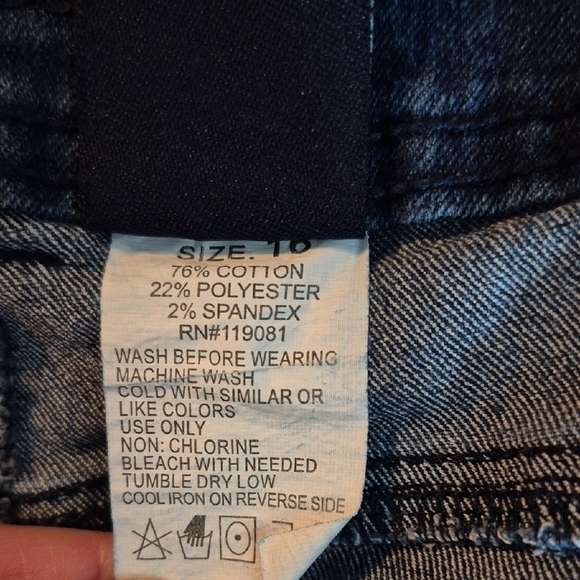 SIZE. 16
76% COTTON
22% POLYESTER
2% SPANDEX
RN#119081
WASH BEFORE WEARING
MACHINE WASH
COLD WITH SIMILAR OR
LIKE COLORS
USE ONLY
NON: CHLORINE
BLEACH WITH NEEDED
TUMBLE DRY LOW
COOL IRON ON REVERSE SIDE